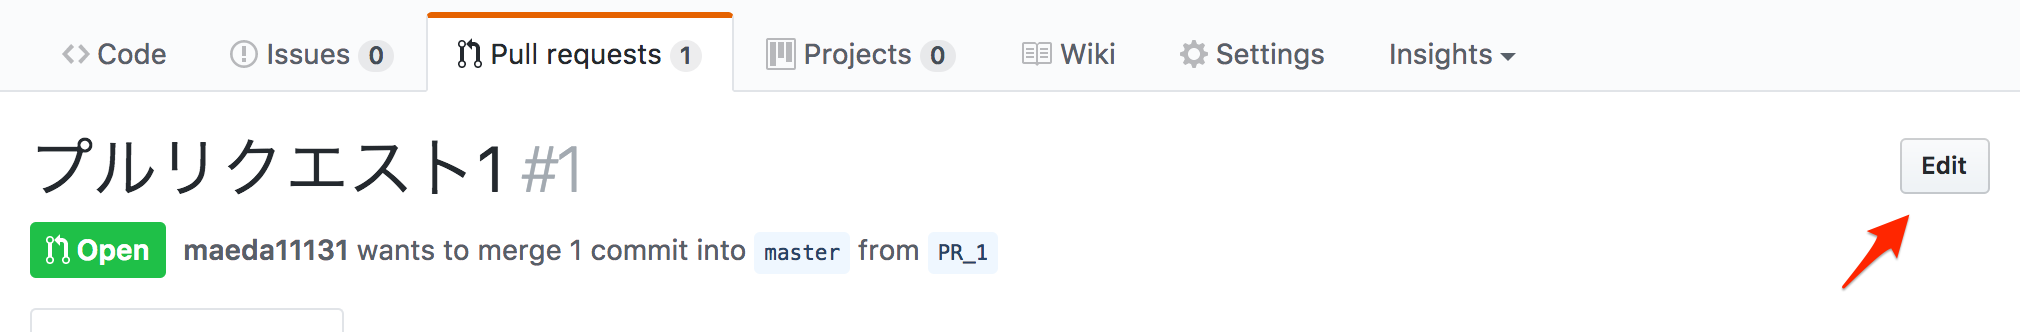 Code Issues 0 Pull requests 1 Projects 0 Wiki Settings Insights
プルリクエスト1 #1 Edit
Open maeda11131 wants to merge 1 commit into master from PR_1